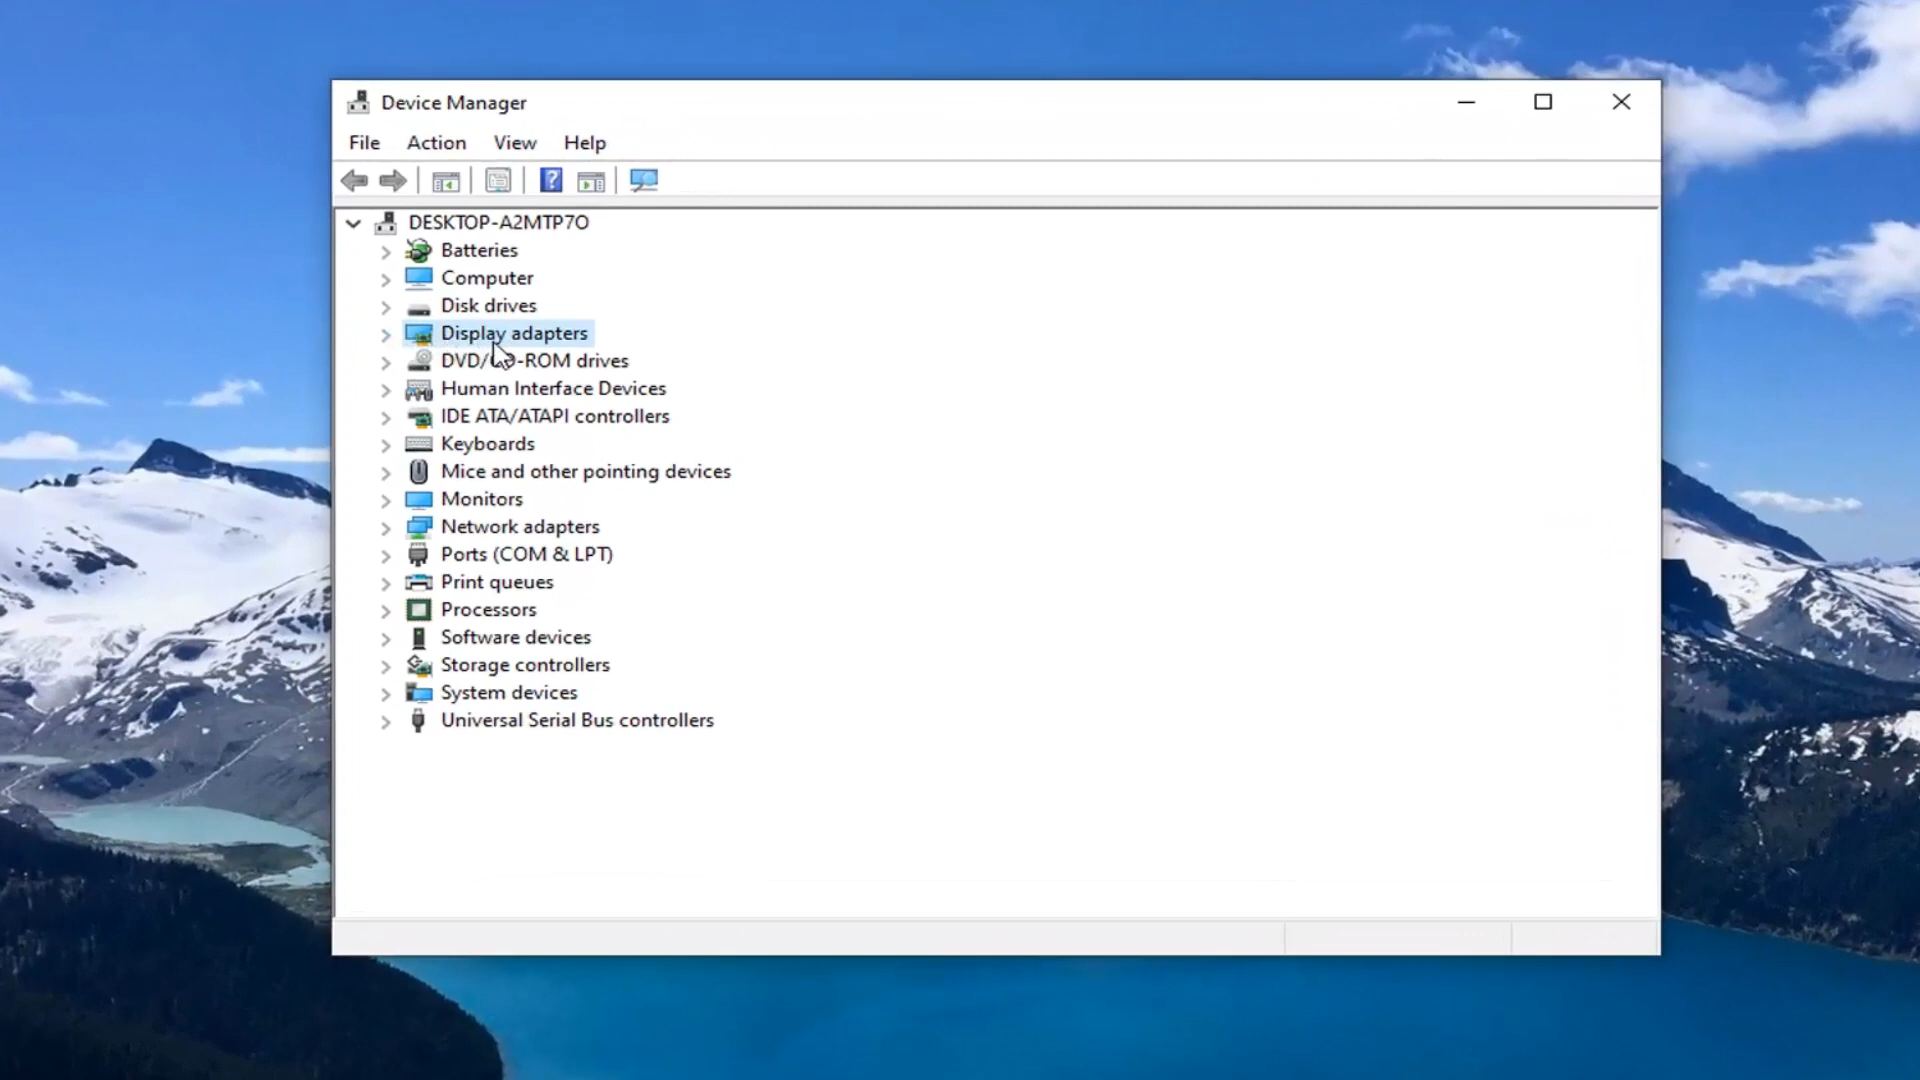 Device Manager
File Action View Help
DESKTOP-A2MTP7O
Batteries
Computer
Disk drives
Display adapters
DVD/CD-ROM drives
Human Interface Devices
IDE ATA/ATAPI controllers
Keyboards
Mice and other pointing devices
Monitors
Network adapters
Ports (COM & LPT)
Print queues
Processors
Software devices
Storage controllers
System devices
Universal Serial Bus controllers